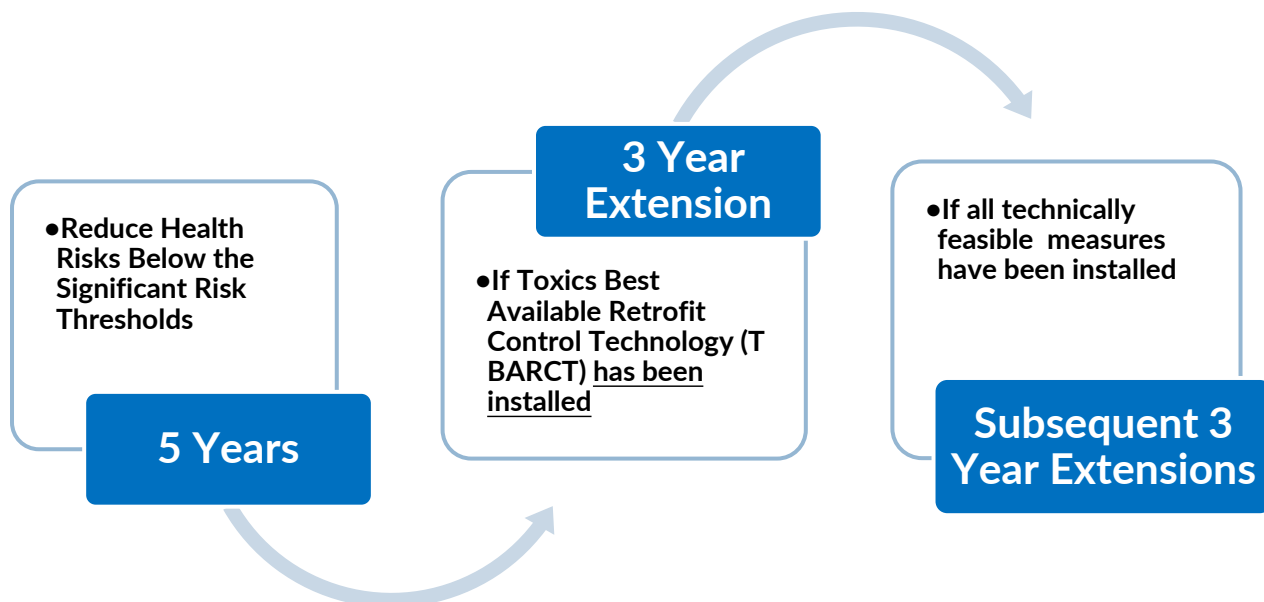 ●Reduce Health
Risks Below the
Significant Risk
Thresholds
5 Years
3 Year
Extension
●If Toxics Best
Available Retrofit
Control Technology (T
BARCT) has been
installed
●If all technically
feasible  measures
have been installed
Subsequent 3
Year Extensions